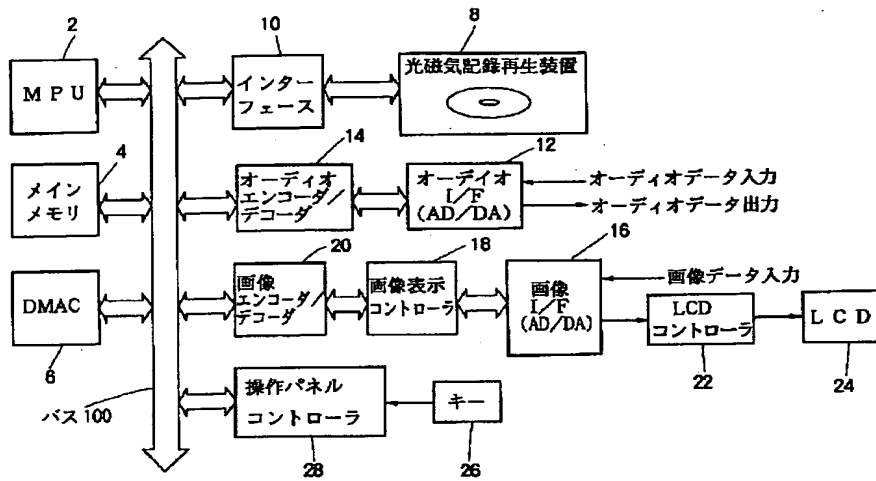 2
10
8
MPU
インター
フェース
光磁気記録再生装置
4
14
12
メイン
メモリ
オーディオ
エンコーダ/
デコーダ
オーデイオ
I/F
(AD/DA)
オーディオデータ入力
オーディオデータ出力
20
18
16
DMAC
画像
エンコーダ/
デコーダ
画像表示
コントローラ
画像
I/F
(AD/DA)
画像データ入力
LCD
コントローラ
LCD
6
22
24
バス100
操作パネル
コントローラ
キー
28
26